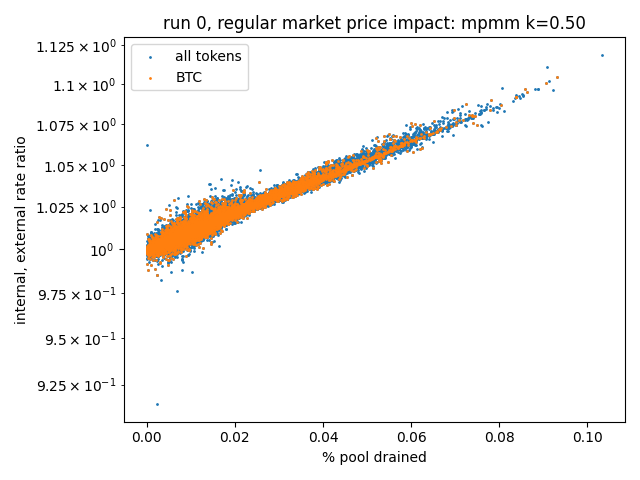 run 0, regular market price impact: mpmm k=0.50
all tokens
BTC
internal, external rate ratio
1.125 × 10⁰
1.1 × 10⁰
1.075 × 10⁰
1.05 × 10⁰
1.025 × 10⁰
10⁰
9.75 × 10⁻¹
9.5 × 10⁻¹
9.25 × 10⁻¹
0.00 0.02 0.04 0.06 0.08 0.10
% pool drained